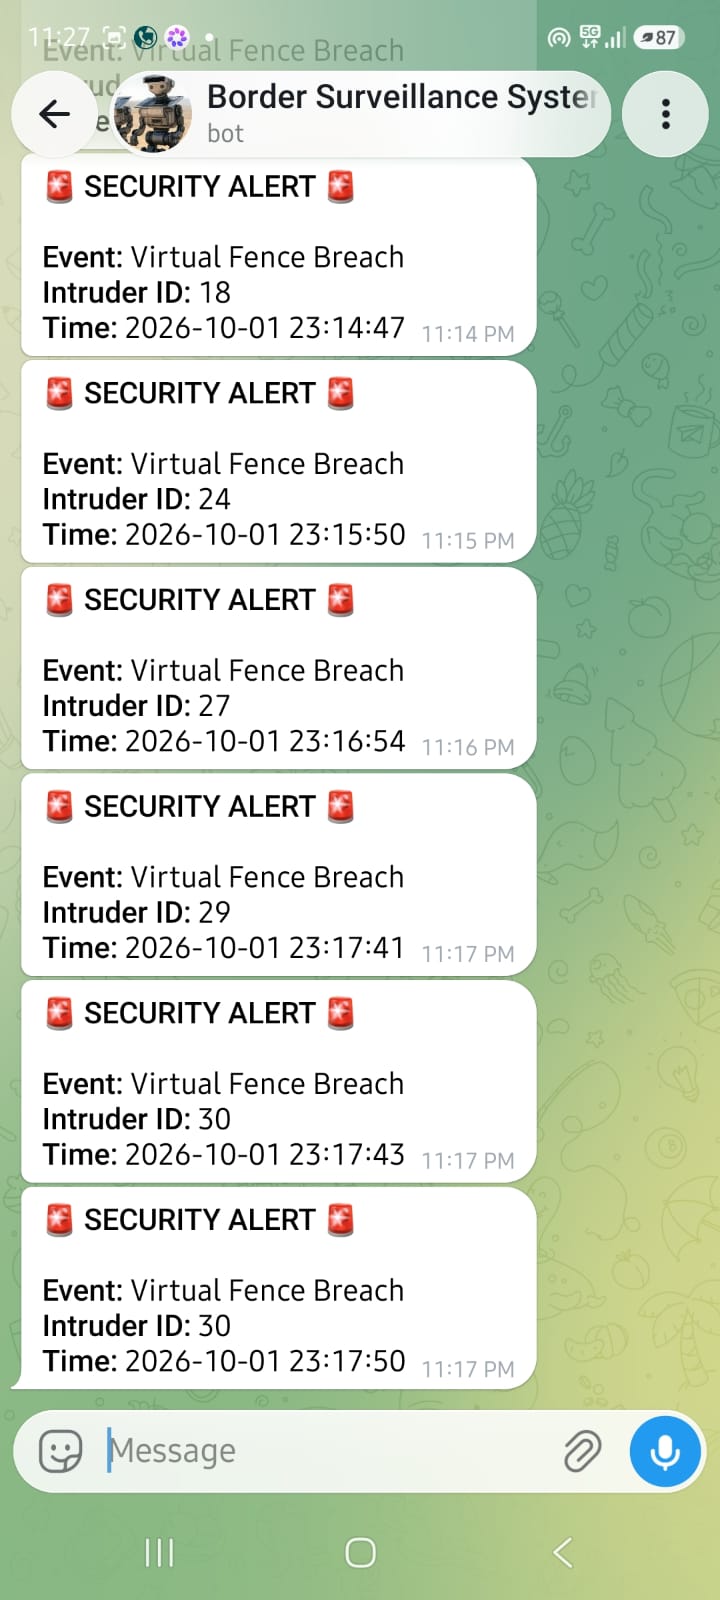 11:27
5G
87
Event: Virtual Fence Breach
Border Surveillance System
bot
🚨 SECURITY ALERT 🚨
Event: Virtual Fence Breach
Intruder ID: 18
Time: 2026-10-01 23:14:47 11:14 PM
🚨 SECURITY ALERT 🚨
Event: Virtual Fence Breach
Intruder ID: 24
Time: 2026-10-01 23:15:50 11:15 PM
🚨 SECURITY ALERT 🚨
Event: Virtual Fence Breach
Intruder ID: 27
Time: 2026-10-01 23:16:54 11:16 PM
🚨 SECURITY ALERT 🚨
Event: Virtual Fence Breach
Intruder ID: 29
Time: 2026-10-01 23:17:41 11:17 PM
🚨 SECURITY ALERT 🚨
Event: Virtual Fence Breach
Intruder ID: 30
Time: 2026-10-01 23:17:43 11:17 PM
🚨 SECURITY ALERT 🚨
Event: Virtual Fence Breach
Intruder ID: 30
Time: 2026-10-01 23:17:50 11:17 PM
Message